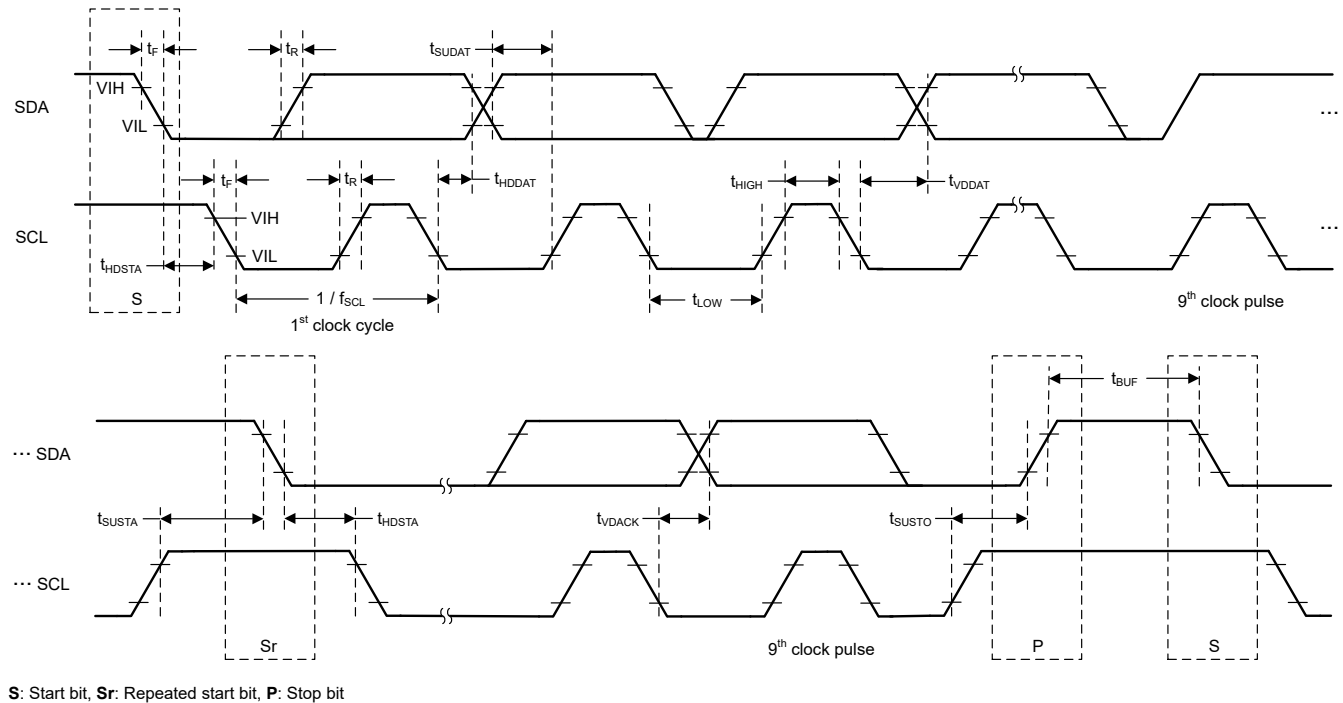 tF tR tSUDAT
VIH
SDA
VIL
...
tF tR tHDDAT tHIGH tVDDAT
VIH
SCL
...
VIL
tHDSTA
S
1 / fSCL
tLOW
9th clock pulse
1st clock cycle
tBUF
... SDA
tSUSTA tHDSTA tVDACK tSUSTO
... SCL
Sr
9th clock pulse
P
S
S: Start bit, Sr: Repeated start bit, P: Stop bit